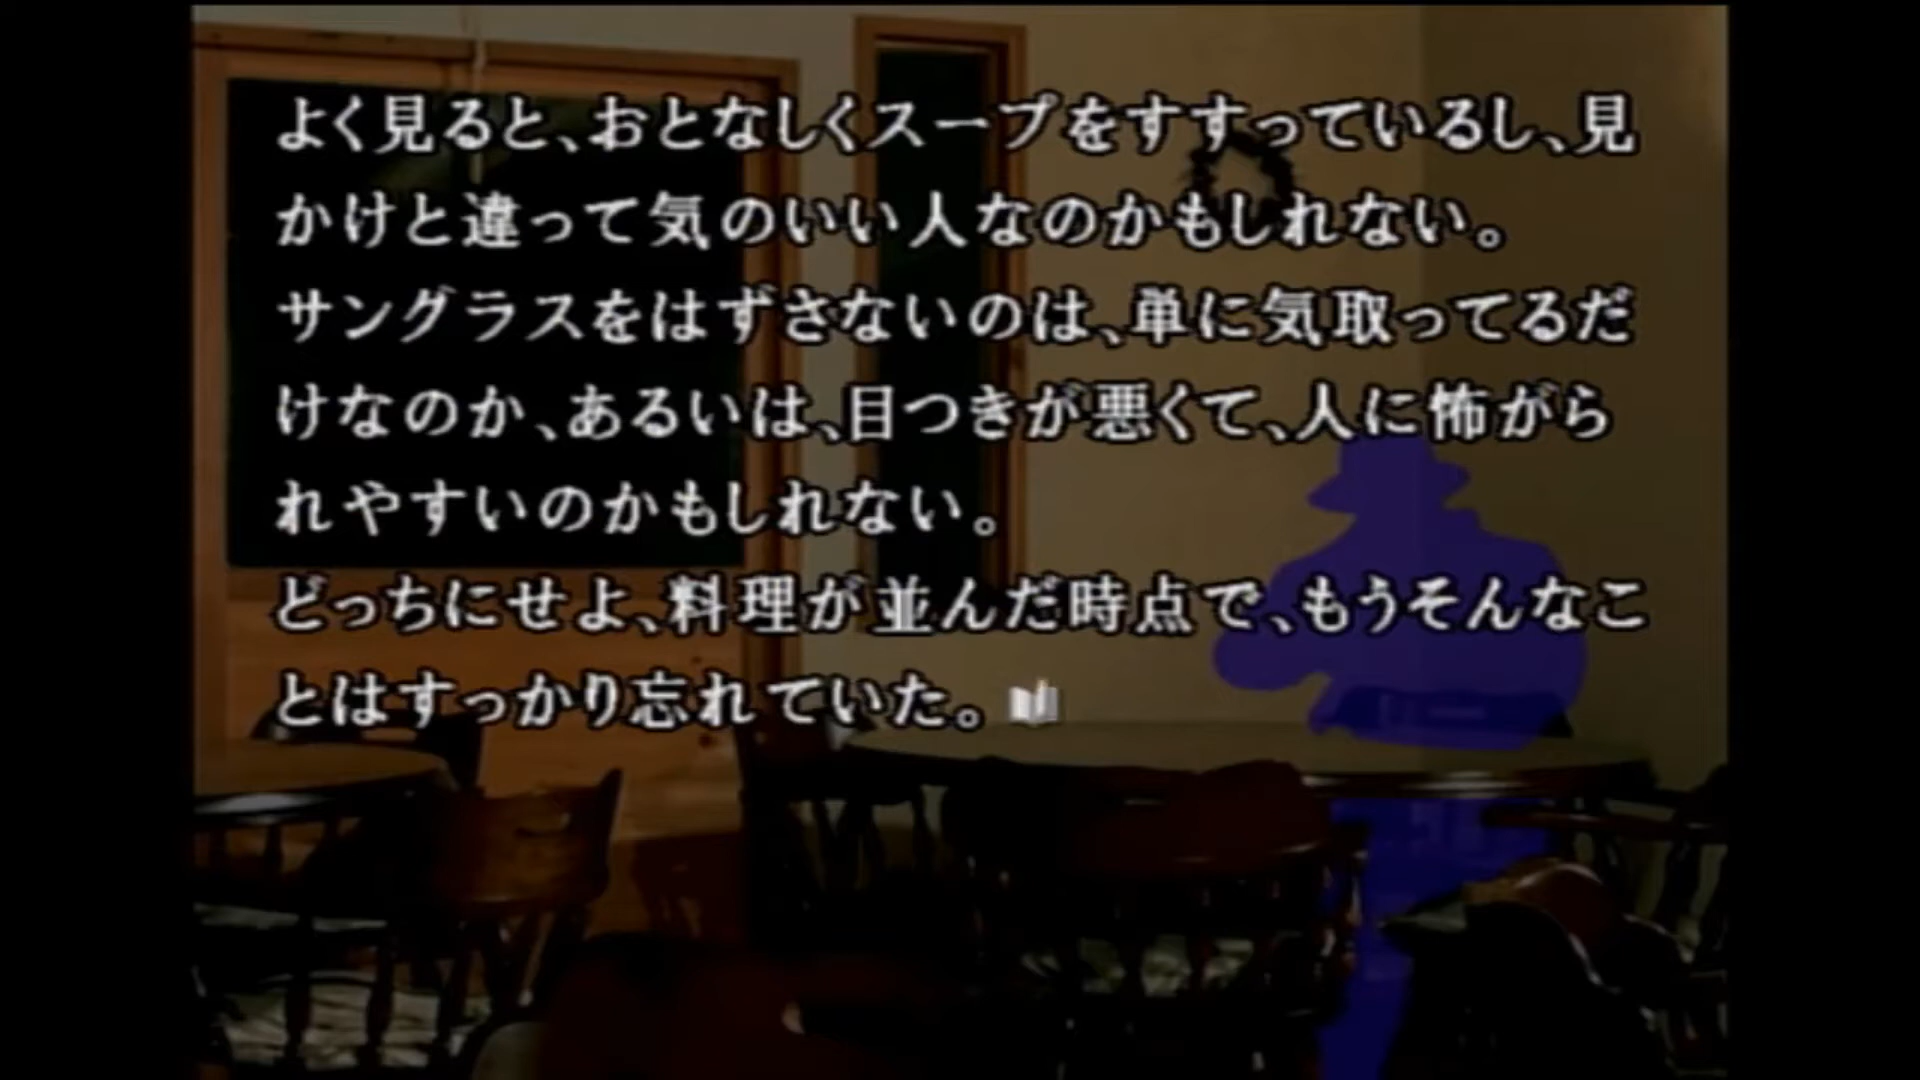 よく見ると、おとなしくスープをすすっているし、見
かけと違って気のいい人なのかもしれない。
サングラスをはずさないのは、単に気取ってるだ
けなのか、あるいは、目つきが悪くて、人に怖がら
れやすいのかもしれない。
どっちにせよ、料理が並んだ時点で、もうそんなこ
とはすっかり忘れていた。